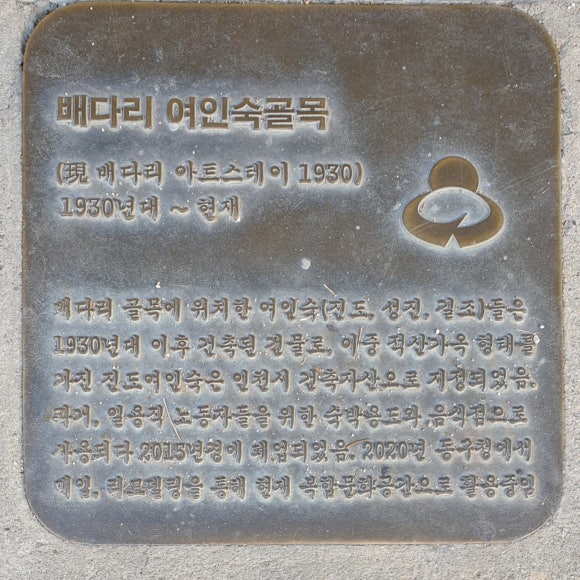 배다리 여인숙골목
(現 배다리 아트스테이 1930)
1930년대 ~ 현재
배다리 골목에 위치한 여인숙(진도, 성진, 길조)들은
1930년대 이후 건축된 건물로, 이중 적산가옥 형태를
가진 진도여인숙은 인천시 건축자산으로 지정되었음.
과거, 일용직 노동자들을 위한 숙박용도와 음식점으로
사용되다 2015년경에 폐업되었음. 2020년 동구청에서
매입, 리모델링을 통해 현재 복합문화공간으로 활용중임